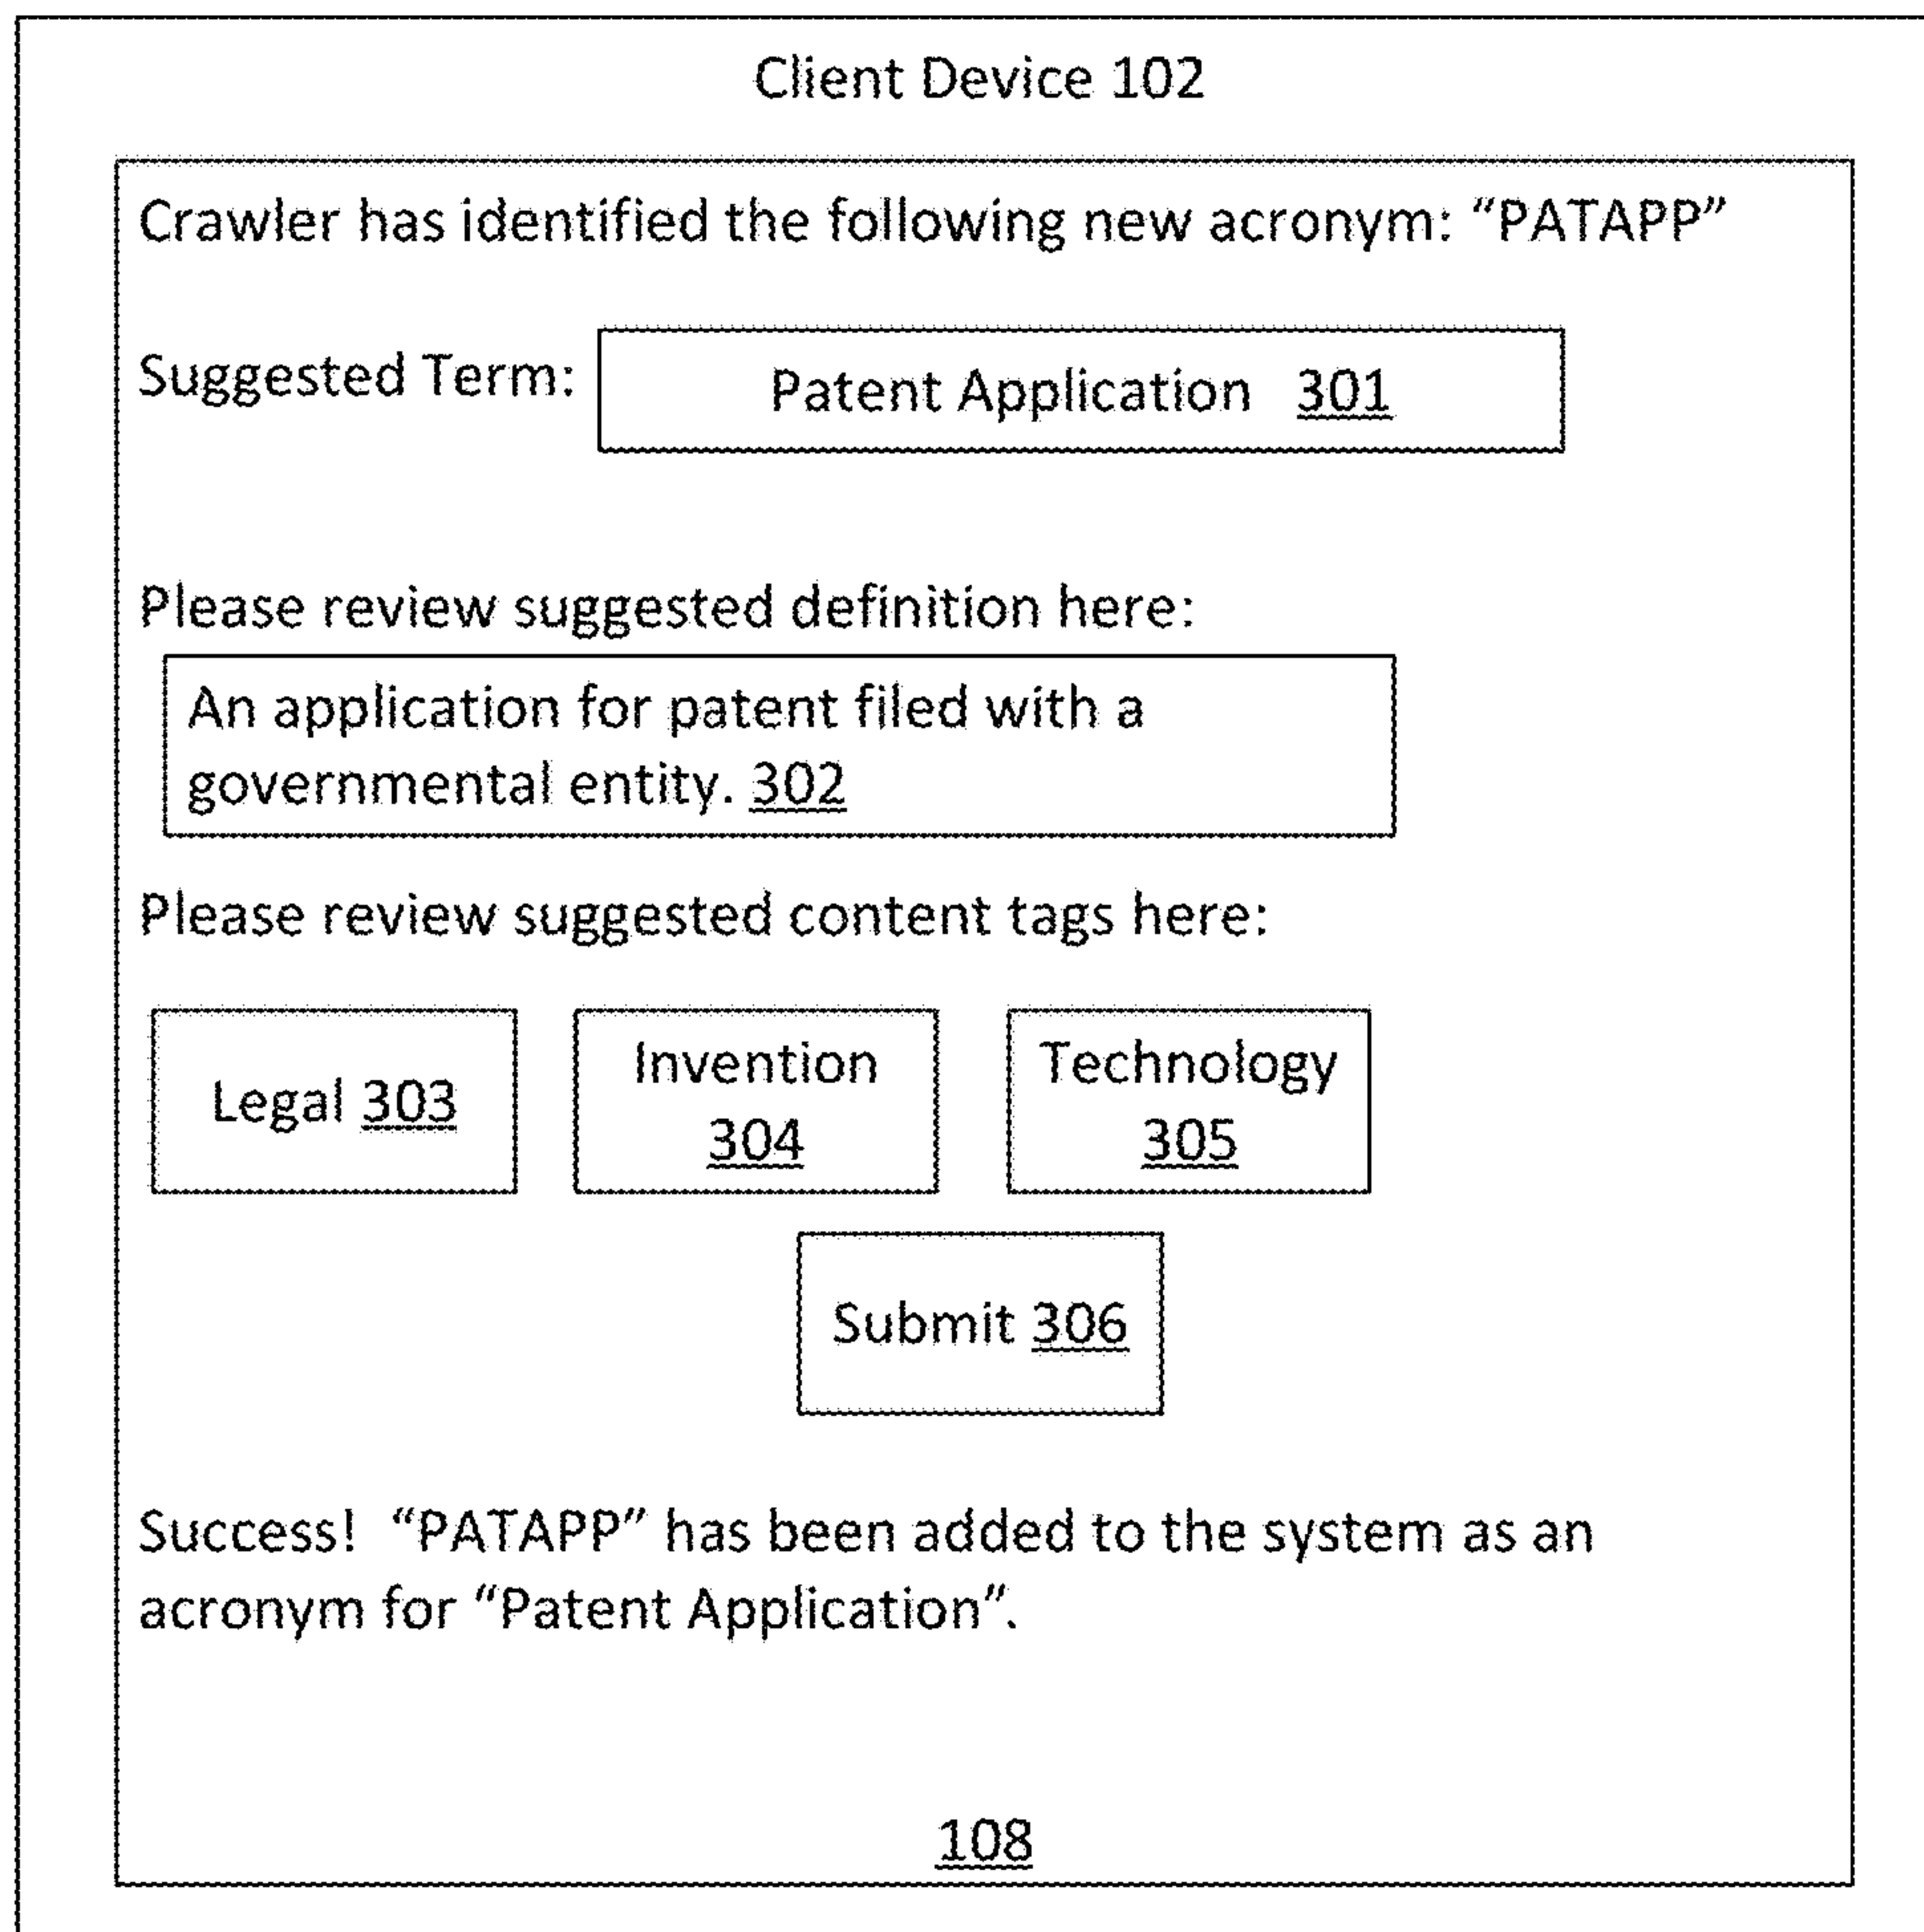 Client Device 102
Crawler has identified the following new acronym: “PATAPP”
Suggested Term:
Patent Application 301
Please review suggested definition here:
An application for patent filed with a
governmental entity. 302
Please review suggested content tags here:
Legal 303
Invention
304
Technology
305
Submit 306
Success! “PATAPP” has been added to the system as an
acronym for “Patent Application”.
108